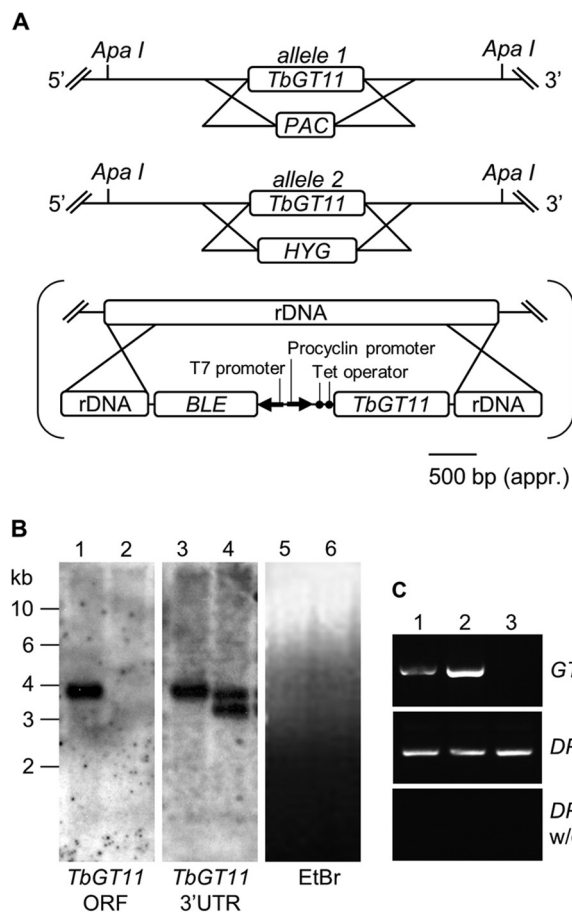 A
Apa I
allele 1
Apa I
5’
TbGT11
3’
PAC
Apa I
allele 2
Apa I
5’
TbGT11
3’
HYG
rDNA
Procyclin promoter
T7 promoter
Tet operator
rDNA
BLE
TbGT11
rDNA
500 bp (appr.)
B
1 2 3 4 5 6
kb
10
6
4
3
2
TbGT11 ORF
TbGT11 3’UTR
EtBr
C
1 2 3